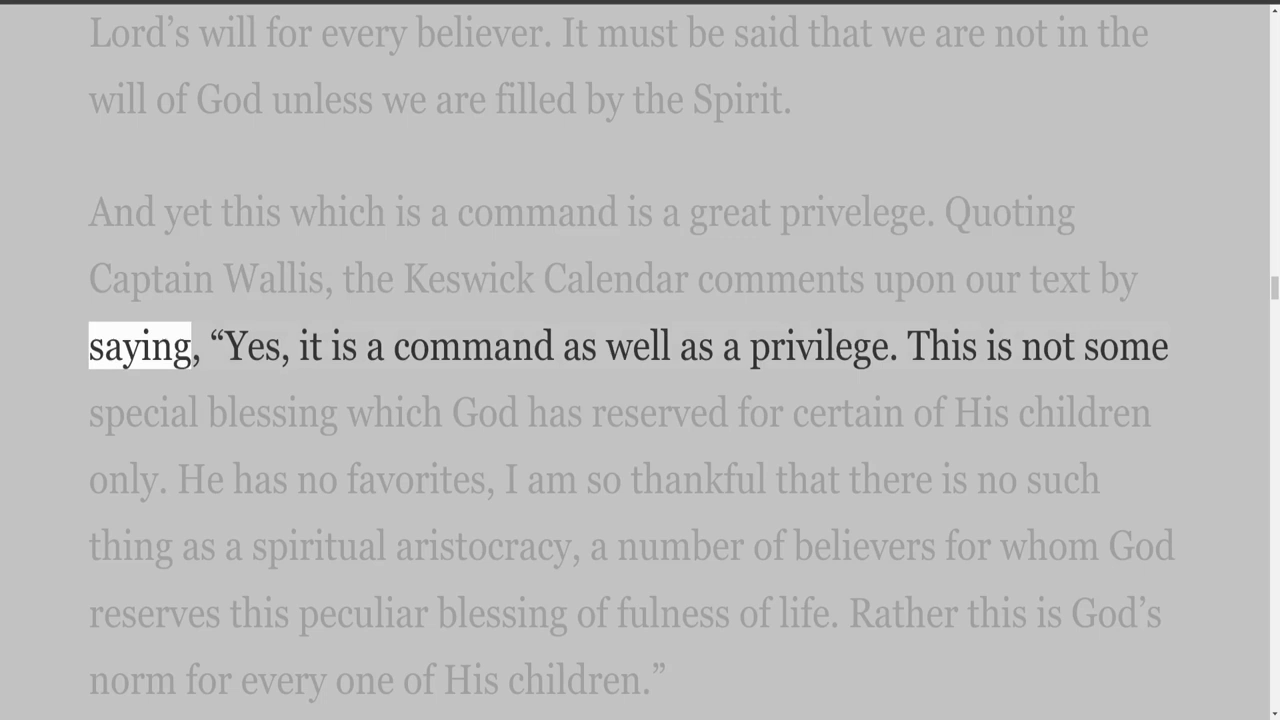 Lord’s will for every believer. It must be said that we are not in the
will of God unless we are filled by the Spirit.
And yet this which is a command is a great privelege. Quoting
Captain Wallis, the Keswick Calendar comments upon our text by
saying, “Yes, it is a command as well as a privilege. This is not some
special blessing which God has reserved for certain of His children
only. He has no favorites, I am so thankful that there is no such
thing as a spiritual aristocracy, a number of believers for whom God
reserves this peculiar blessing of fulness of life. Rather this is God’s
norm for every one of His children.”